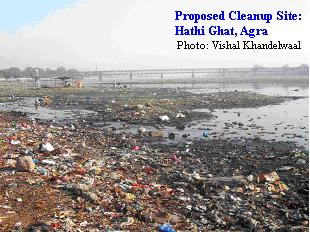 Proposed Cleanup Site:
Hathi Ghat, Agra
Photo: Vishal Khandelwaal